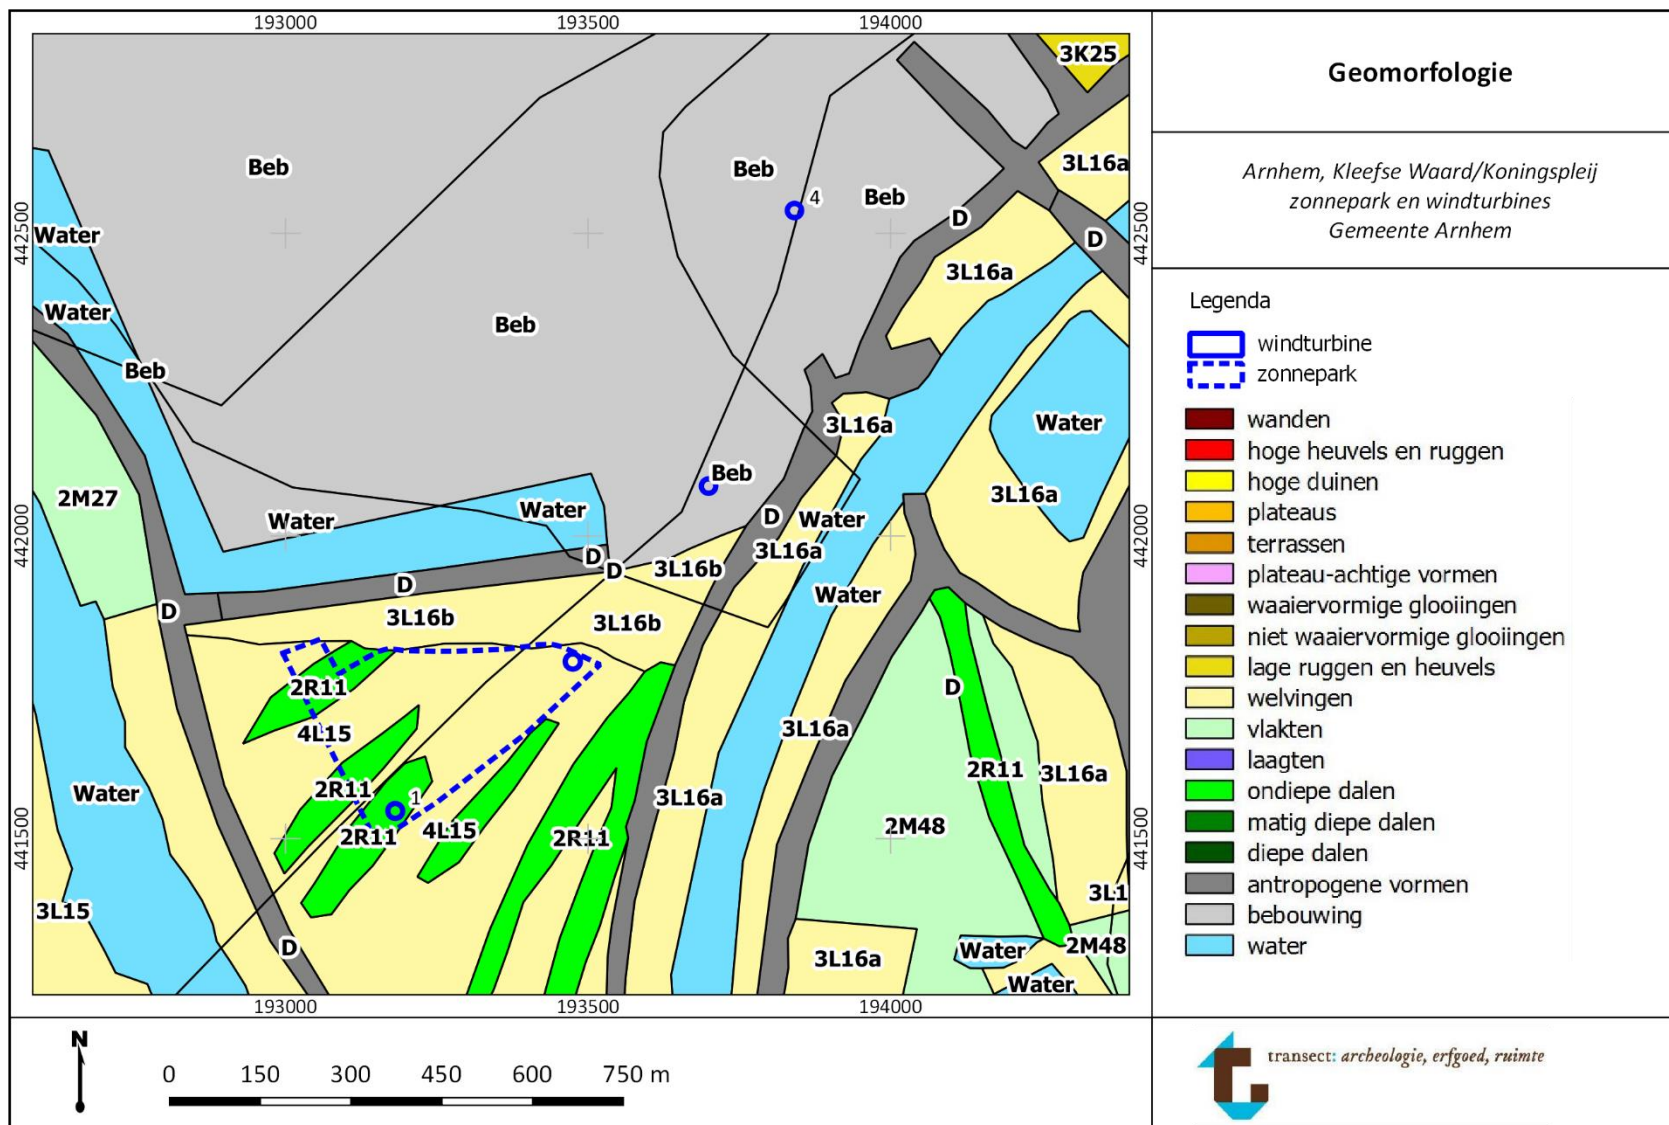 193000 193500 194000
3K25
Geomorfologie
Beb
Beb
3L16a
Arnhem, Kleefse Waard/Koningspleij
zonnepark en windturbines
Gemeente Arnhem
4
Beb
442500
Water
D
D
442500
3L16a
Legenda
Water
Beb
windturbine
Beb
zonnepark
wanden
3L16a
Water
hoge heuvels en ruggen
Beb
hoge duinen
2M27
3L16a
Water
Water
Water
D
plateaus
442000
442000
terrassen
D
3L16a
D
3L16b
plateau-achtige vormen
D
Water
D
3L16b
3L16b
waaiervormige glooiingen
niet waaiervormige glooiingen
lage ruggen en heuvels
2R11
D
welvingen
4L15
3L16a
vlakten
2R11
Water
3L16a
2R11
3L16a
laagten
1
ondiepe dalen
2R11
4L15
2R11
2M48
441500
441500
matig diepe dalen
diepe dalen
3L15
3L1
antropogene vormen
D
Water
2M48
bebouwing
3L16a
Water
water
193000 193500 194000
N
0 150 300 450 600 750 m
transect: archeologie, erfgoed, ruimte